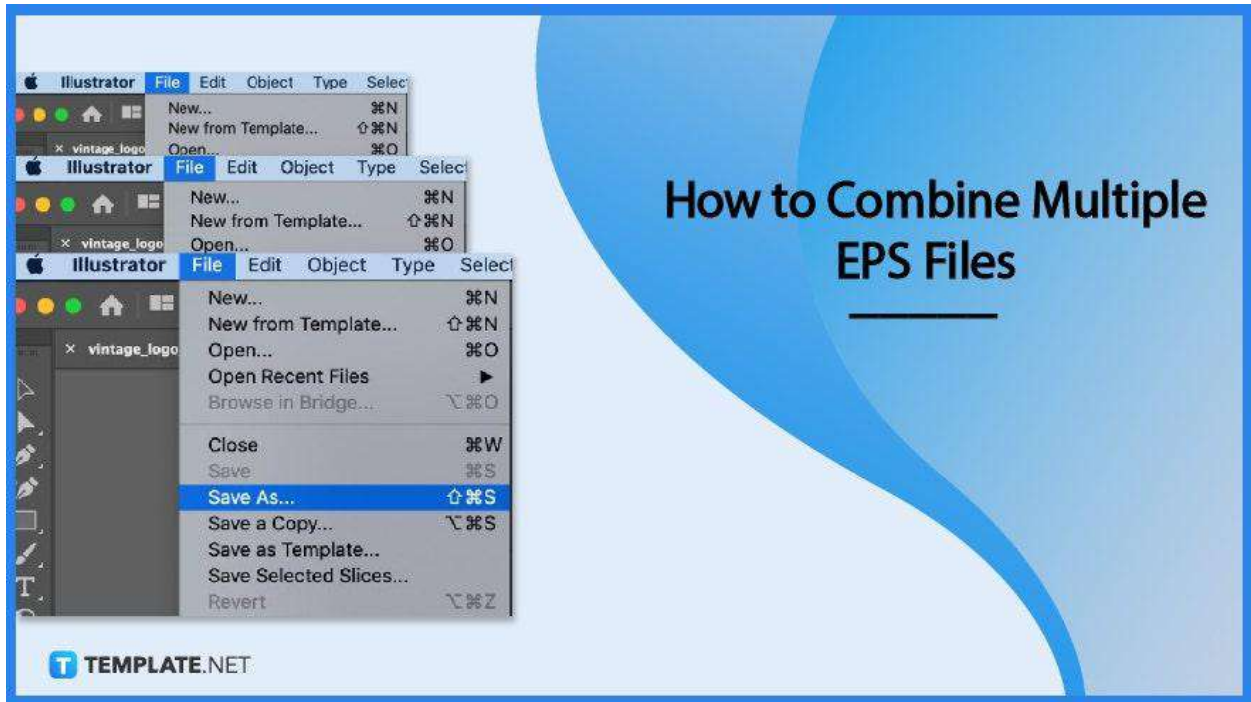 Illustrator File Edit Object Type Selec
New... ⌘N
New from Template... ⇧⌘N
× vintage_logo Open... ⌘O
Illustrator File Edit Object Type Selec
New... ⌘N
New from Template... ⇧⌘N
× vintage_logo Open... ⌘O
Illustrator File Edit Object Type Select
New... ⌘N
New from Template... ⇧⌘N
× vintage_logo Open... ⌘O
Open Recent Files ▶
Browse in Bridge... ⌥⌘O
Close ⌘W
Save ⌘S
Save As... ⇧⌘S
Save a Copy... ⌥⌘S
Save as Template...
Save Selected Slices...
Revert ⌥⌘Z
How to Combine Multiple
EPS Files
T TEMPLATE.NET